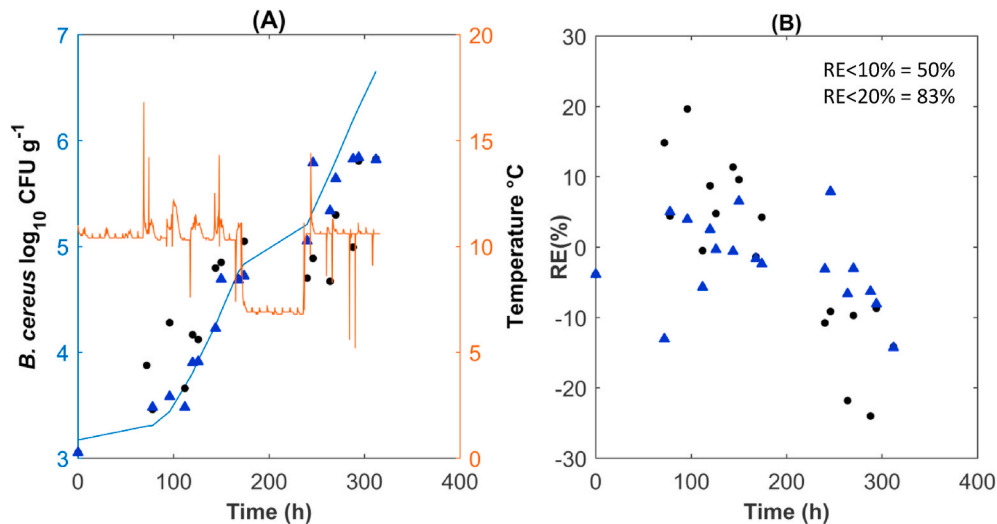 (A)
7
6
5
4
3
B. cereus log10 CFU g-1
20
15
10
5
0
Temperature °C
0 100 200 300 400
Time (h)
(B)
30
20
10
0
-10
-20
-30
RE(%)
RE<10% = 50%
RE<20% = 83%
0 100 200 300 400
Time (h)